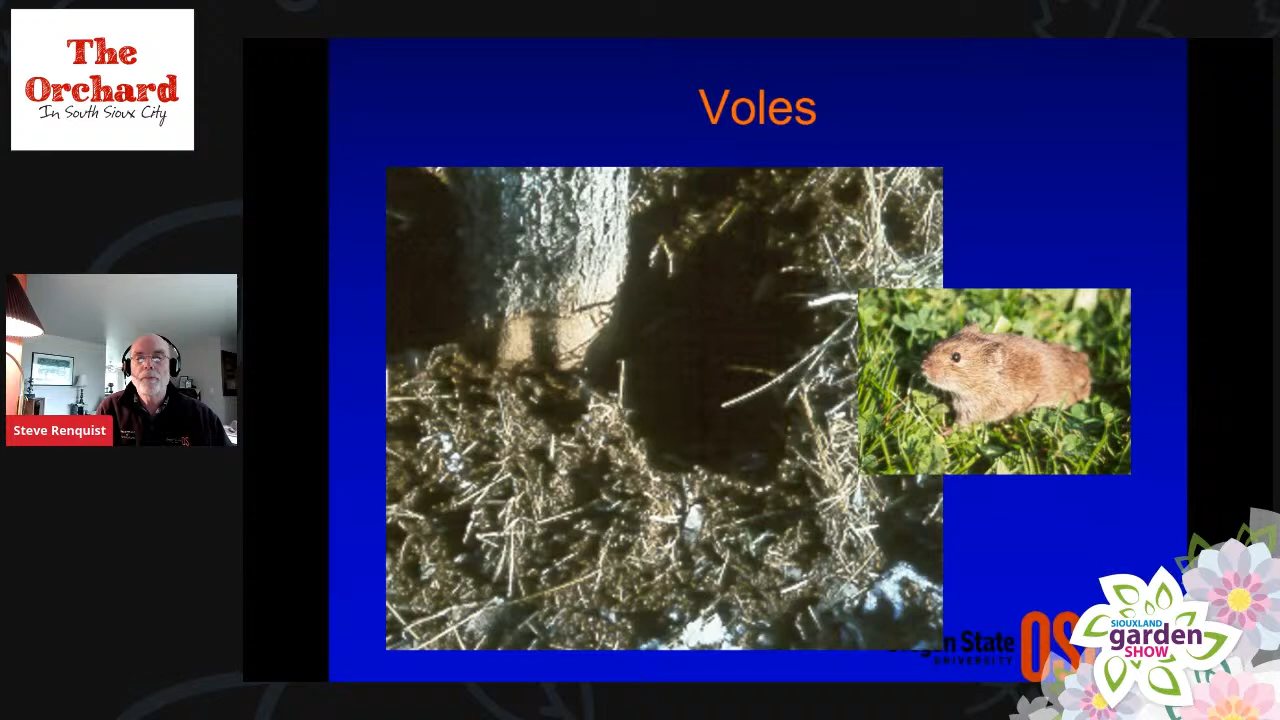 The
Orchard
In South Sioux City
Voles
Steve Renquist
State
UNIVERSITY
SIOUXLAND
garden
SHOW